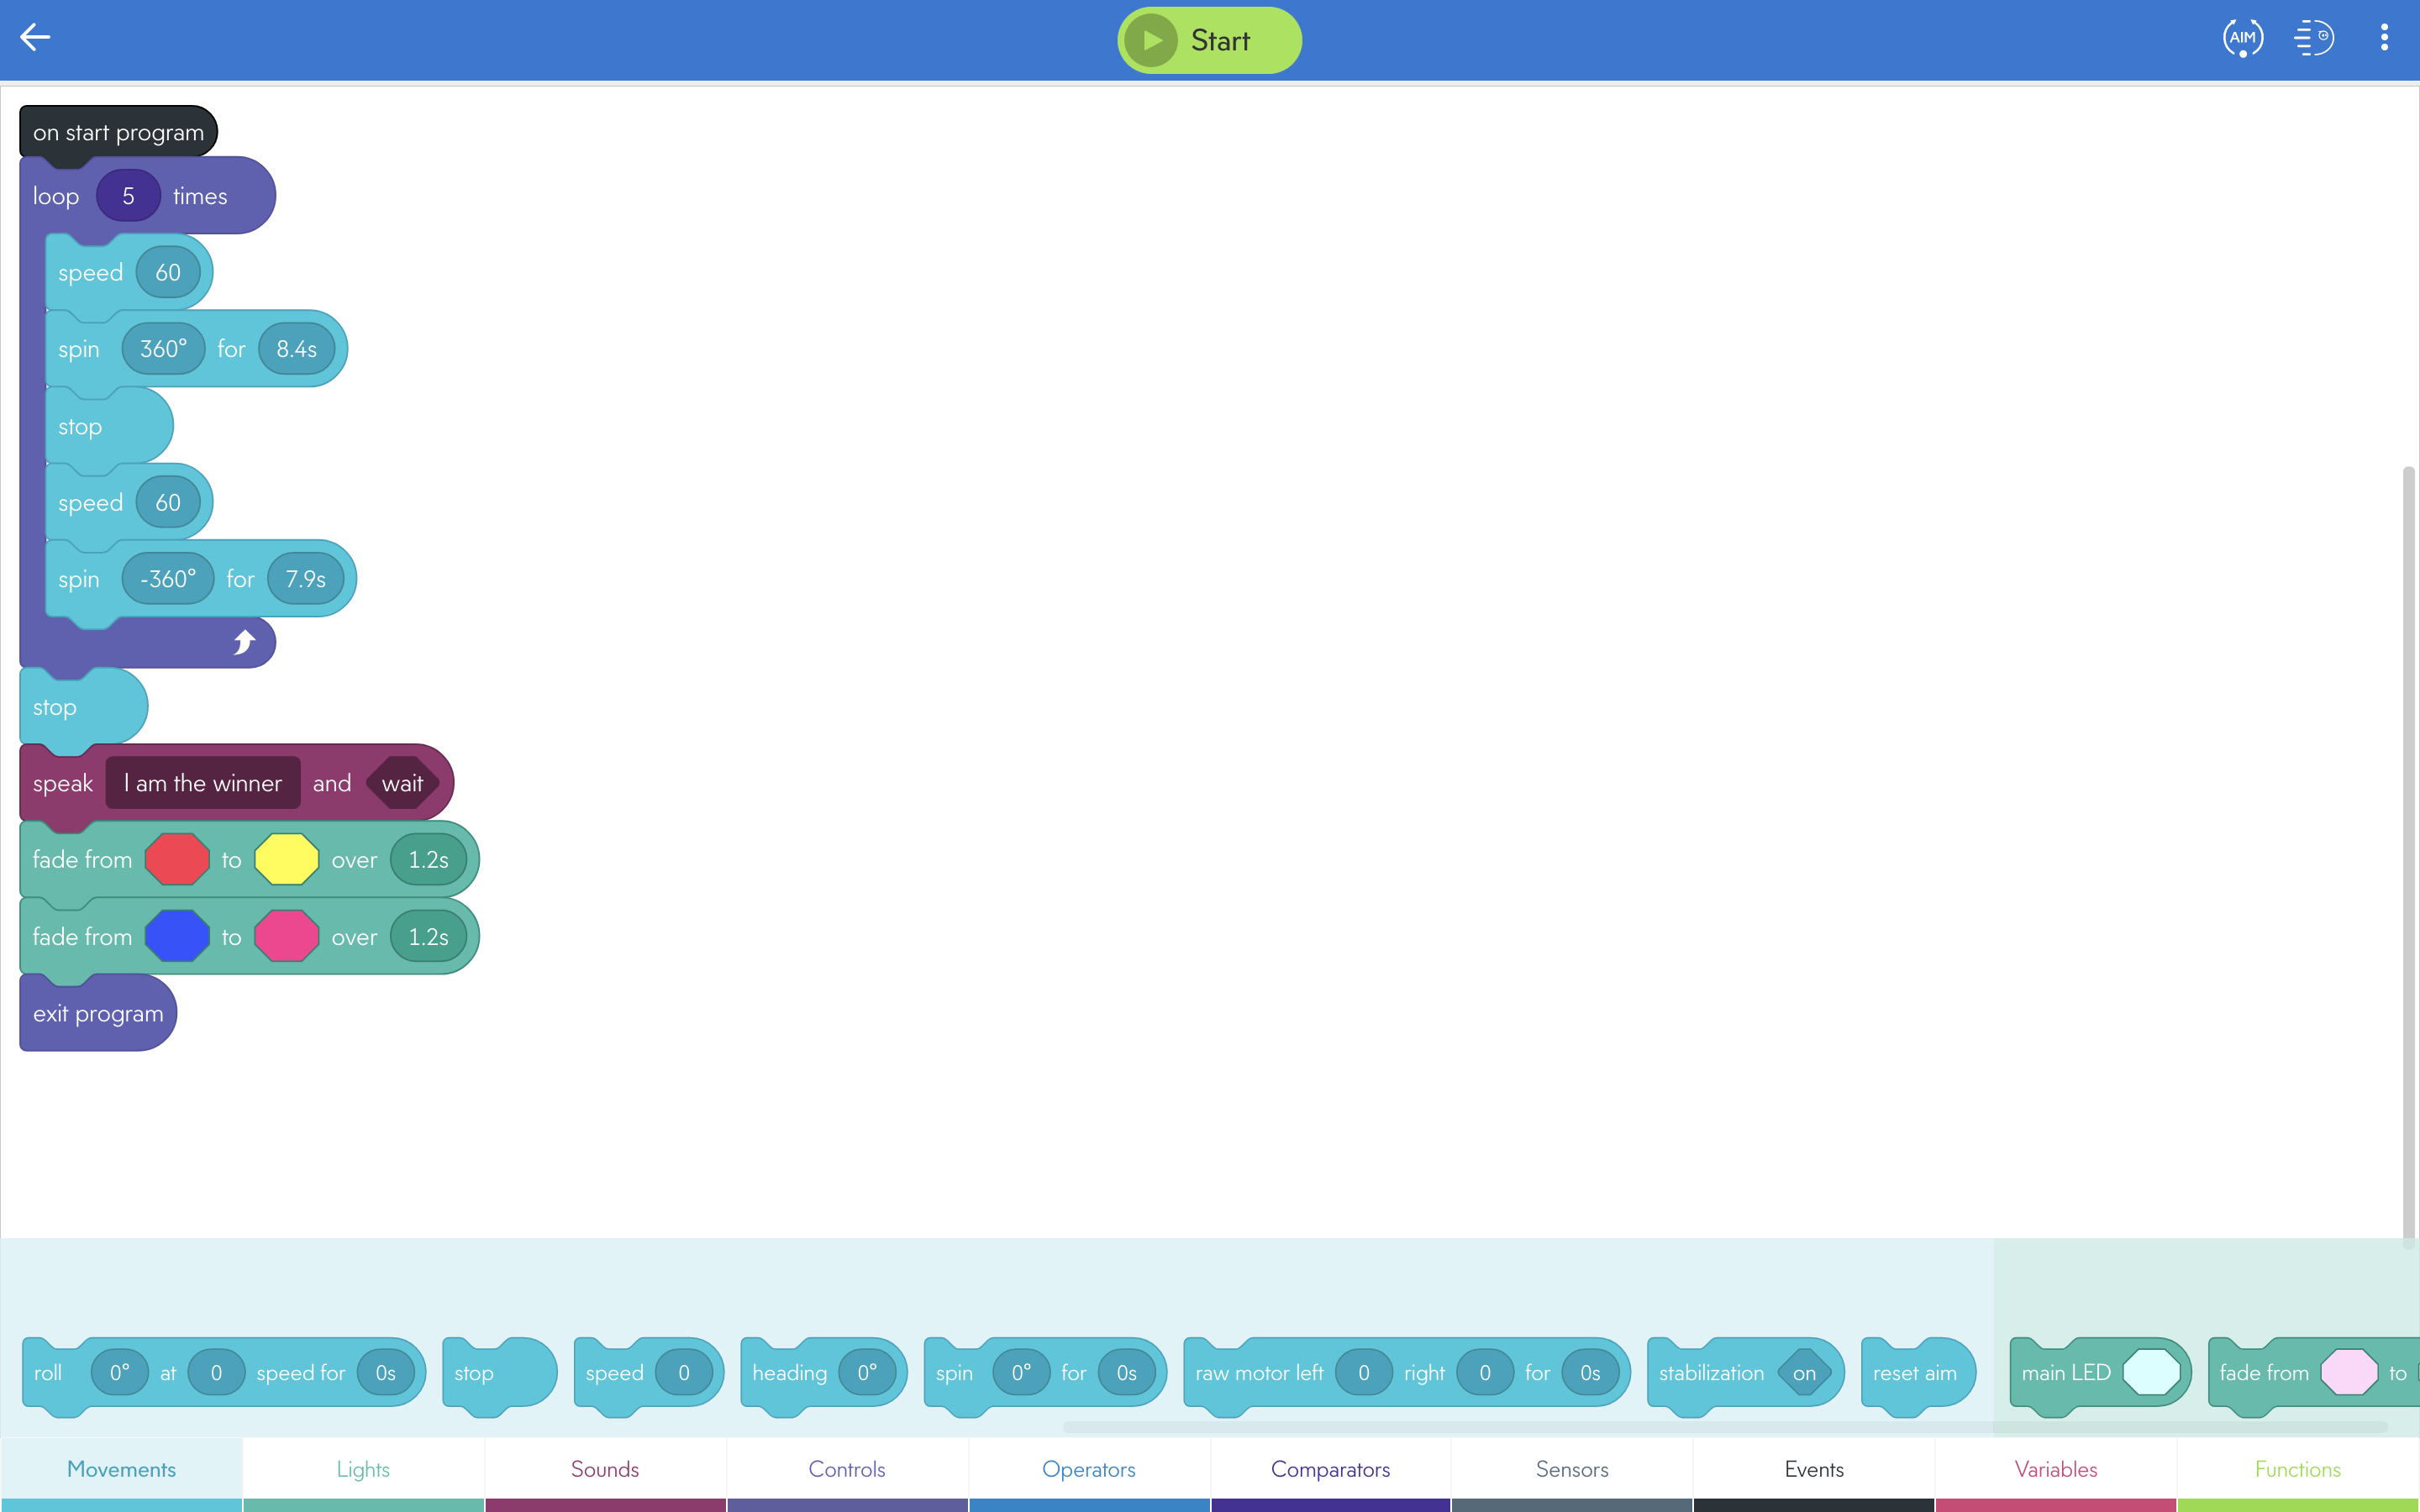 Start
AIM
on start program
loop 5 times
speed 60
spin 360° for 8.4s
stop
speed 60
spin -360° for 7.9s
stop
speak I am the winner and wait
fade from to over 1.2s
fade from to over 1.2s
exit program
roll 0° at 0 speed for 0s stop speed 0 heading 0° spin 0° for 0s raw motor left 0 right 0 for 0s stabilization on reset aim main LED fade from to
Movements Lights Sounds Controls Operators Comparators Sensors Events Variables Functions